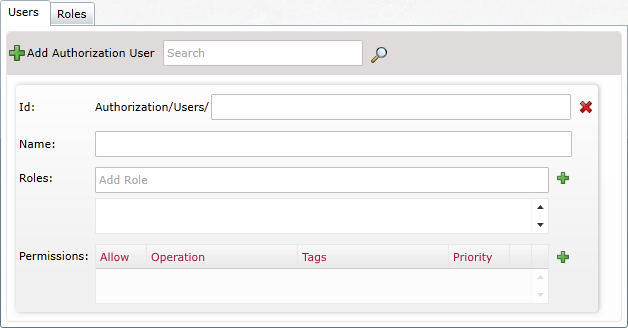 Users Roles
Add Authorization User Search
Id: Authorization/Users/
Name:
Roles: Add Role
Permissions: Allow Operation Tags Priority